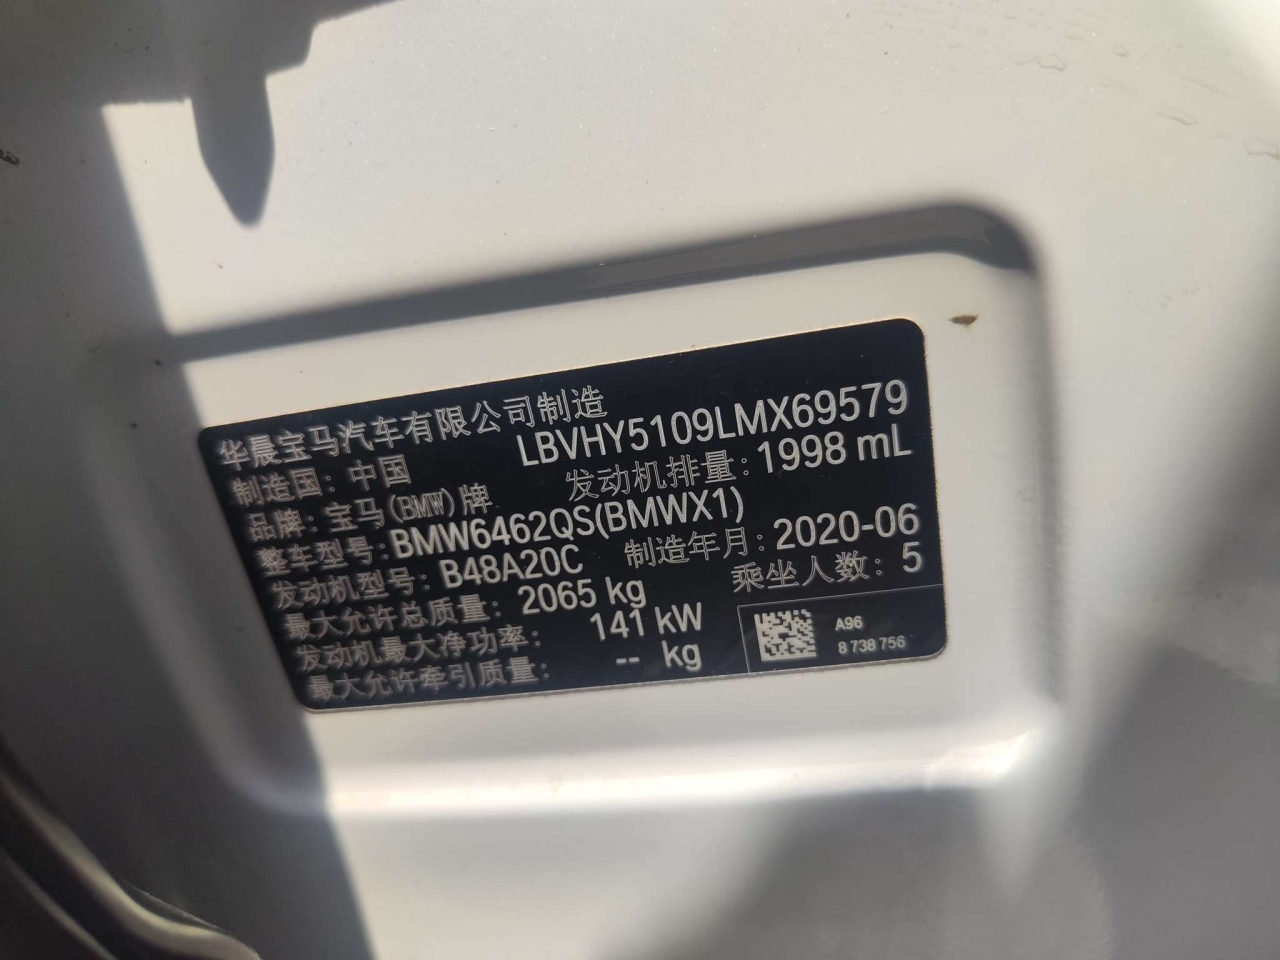 华晨宝马汽车有限公司制造
制造国：中国 LBVHY5109LMX69579
品牌：宝马(BMW)牌 发动机排量：1998 mL
整车型号：BMW6462QS(BMWX1)
发动机型号：B48A20C 制造年月：2020-06
最大允许总质量：2065 kg 乘坐人数：5
发动机最大净功率：141 kW
最大允许牵引质量：-- kg
A96
8 738 756